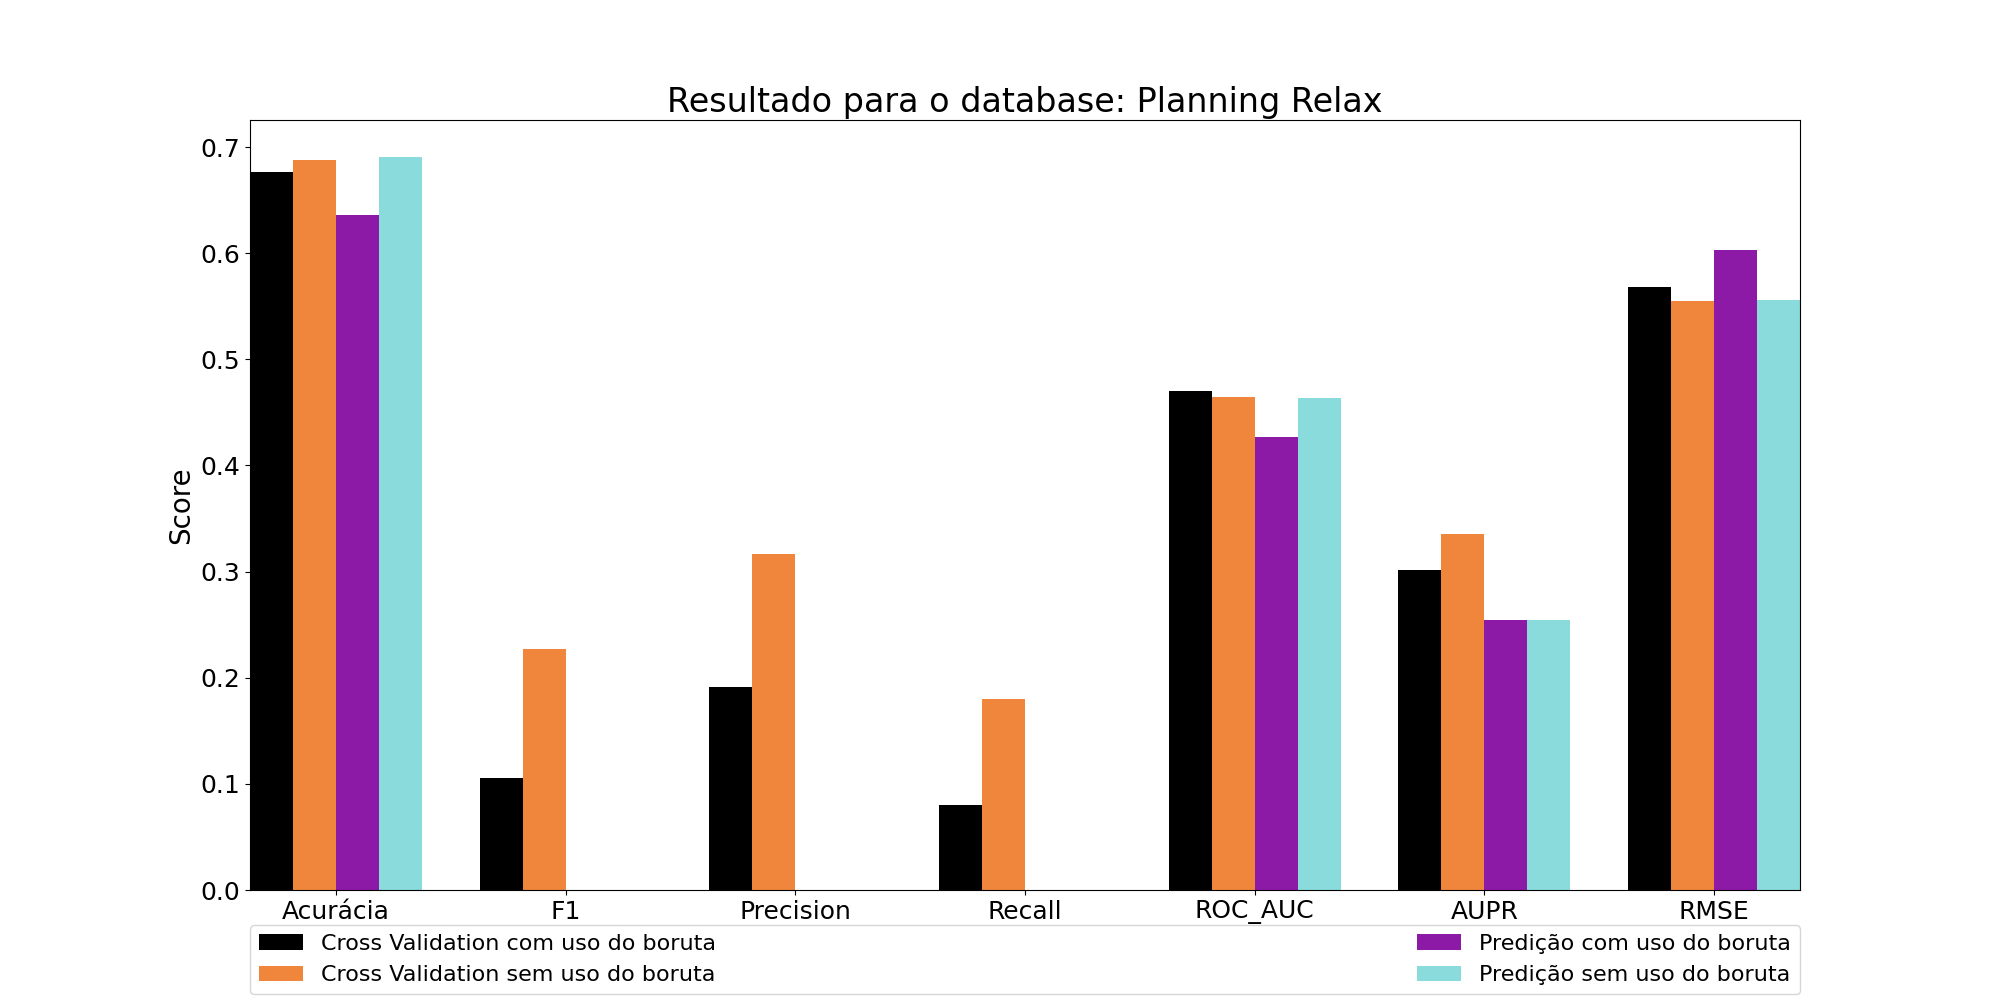 Resultado para o database: Planning Relax
Score
0.7
0.6
0.5
0.4
0.3
0.2
0.1
0.0
Acurácia F1 Precision Recall ROC_AUC AUPR RMSE
Cross Validation com uso do boruta
Cross Validation sem uso do boruta
Predição com uso do boruta
Predição sem uso do boruta